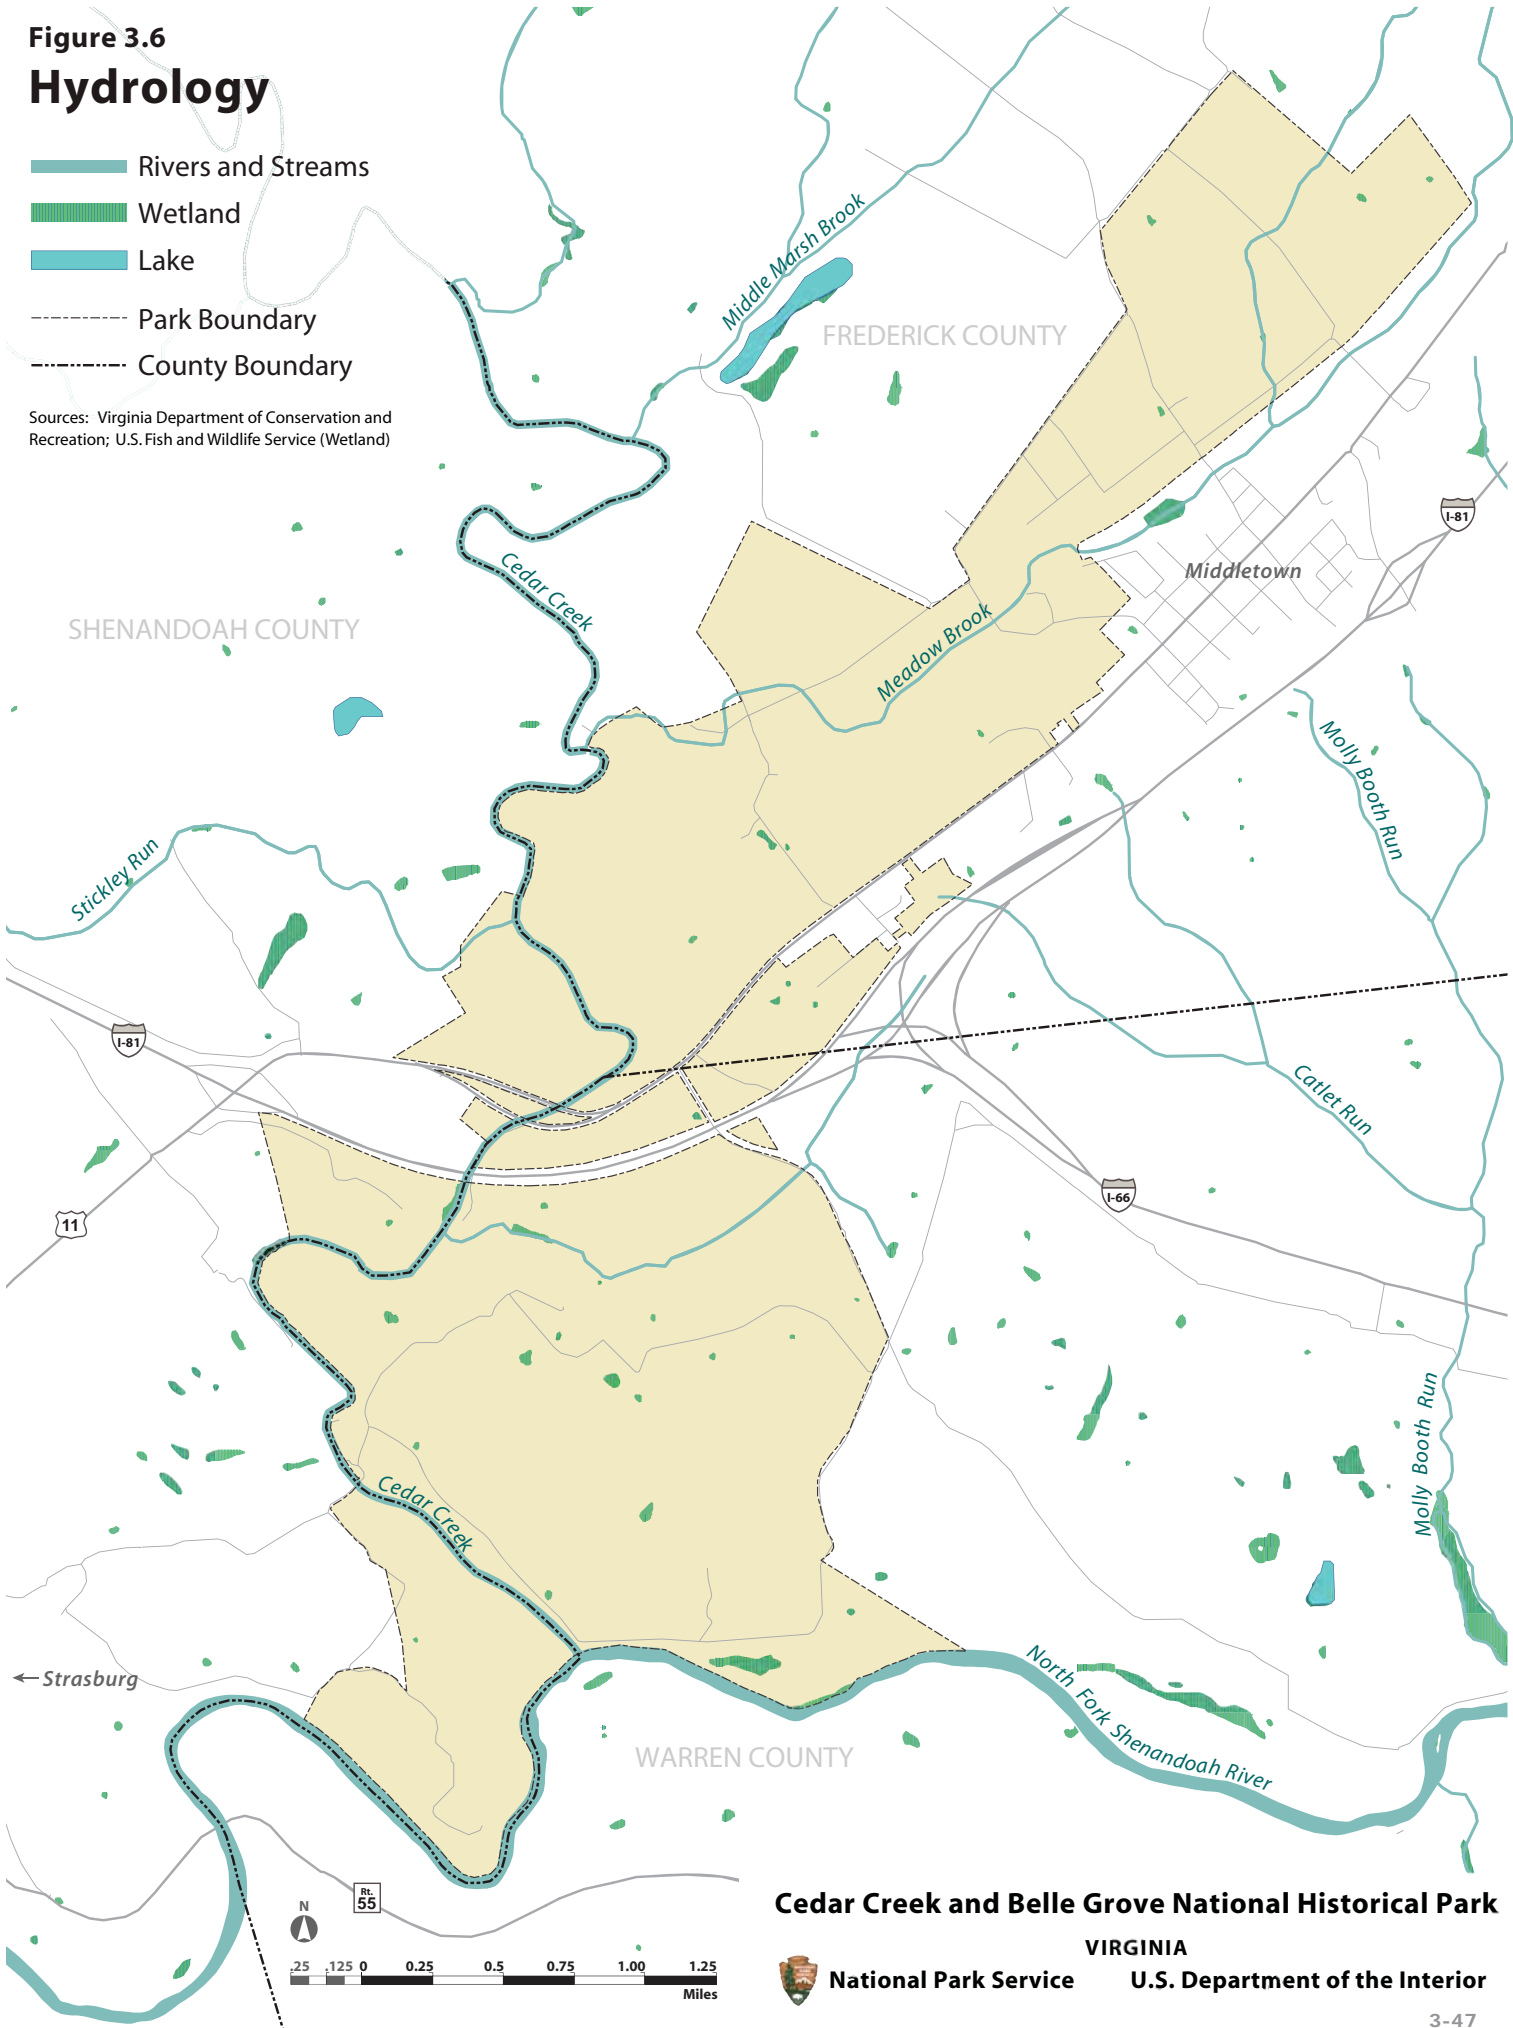 Figure 3.6
Hydrology
Rivers and Streams
Wetland
Lake
Park Boundary
County Boundary
Sources: Virginia Department of Conservation and
Recreation; U.S. Fish and Wildlife Service (Wetland)
Middle Marsh Brook
FREDERICK COUNTY
I-81
Middletown
Cedar Creek
SHENANDOAH COUNTY
Meadow Brook
Molly Booth Run
Stickley Run
I-81
Catlet Run
I-66
11
Molly Booth Run
Cedar Creek
Strasburg
North Fork Shenandoah River
WARREN COUNTY
Rt.
55
N
.25 .125 0 0.25 0.5 0.75 1.00 1.25
Miles
Cedar Creek and Belle Grove National Historical Park
VIRGINIA
National Park Service U.S. Department of the Interior
3-47